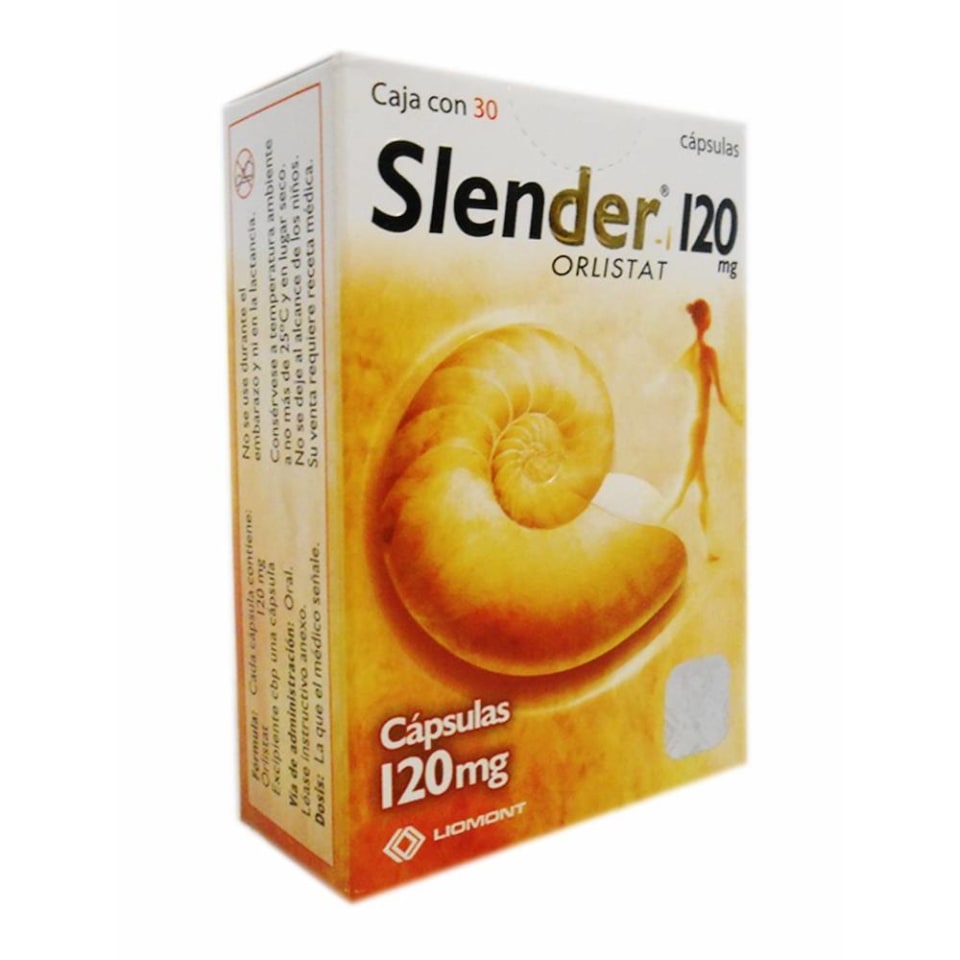 Caja con 30
cápsulas
Slender®-i 120
mg
ORLISTAT
Cápsulas
120mg
LIOMONT
No se use durante el
embarazo y ni en la lactancia.
Consérvese a temperatura ambiente
a no más de 25°C y en lugar seco.
No se deje al alcance de los niños.
Su venta requiere receta médica.
Fórmula: Cada cápsula contiene:
Orlistat 120 mg
Excipiente cbp una cápsula
Vía de administración: Oral.
Léase instructivo anexo.
Dosis: La que el médico señale.